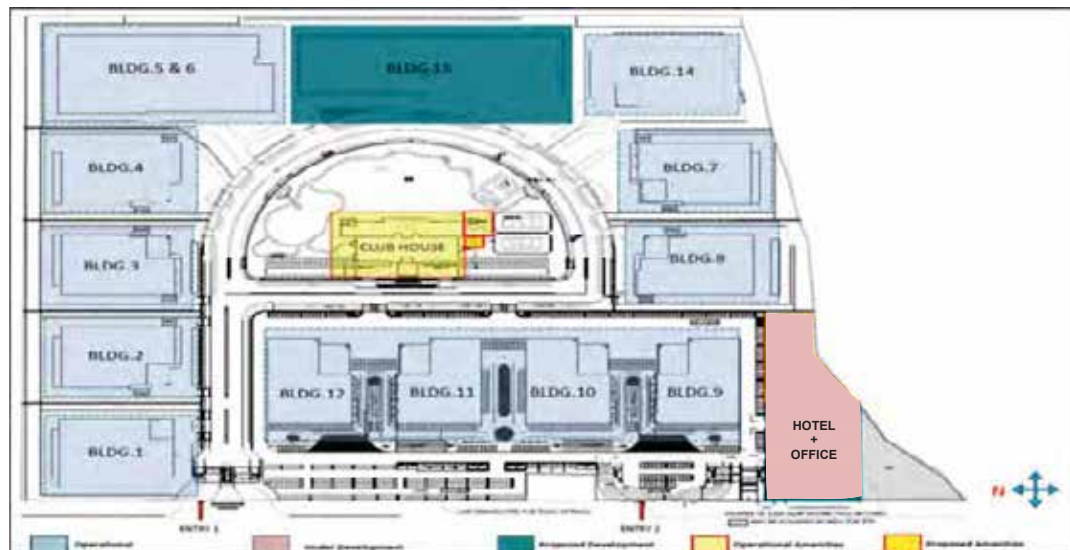 BLDG.5 & 6
BLDG.15
BLDG.14
BLDG.4
BLDG.7
CLUB HOUSE
BLDG.3
BLDG.8
BLDG.2
BLDG.12
BLDG.11
BLDG.10
BLDG.9
HOTEL
+
OFFICE
BLDG.1
N
ENTRY 1
ENTRY 2
Operational
Under Development
Proposed Development
Operational Amenities
Proposed Amenities